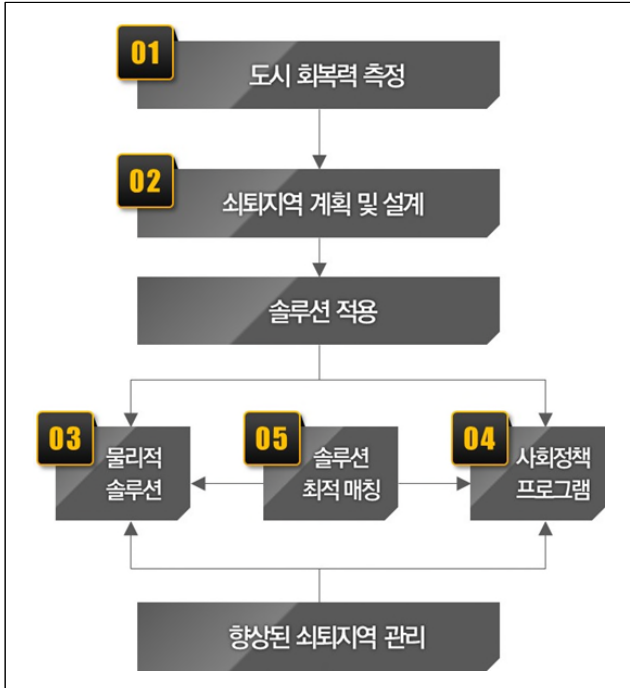 01
도시 회복력 측정
02
쇠퇴지역 계획 및 설계
솔루션 적용
03
물리적
솔루션
05
솔루션
최적 매칭
04
사회정책
프로그램
향상된 쇠퇴지역 관리